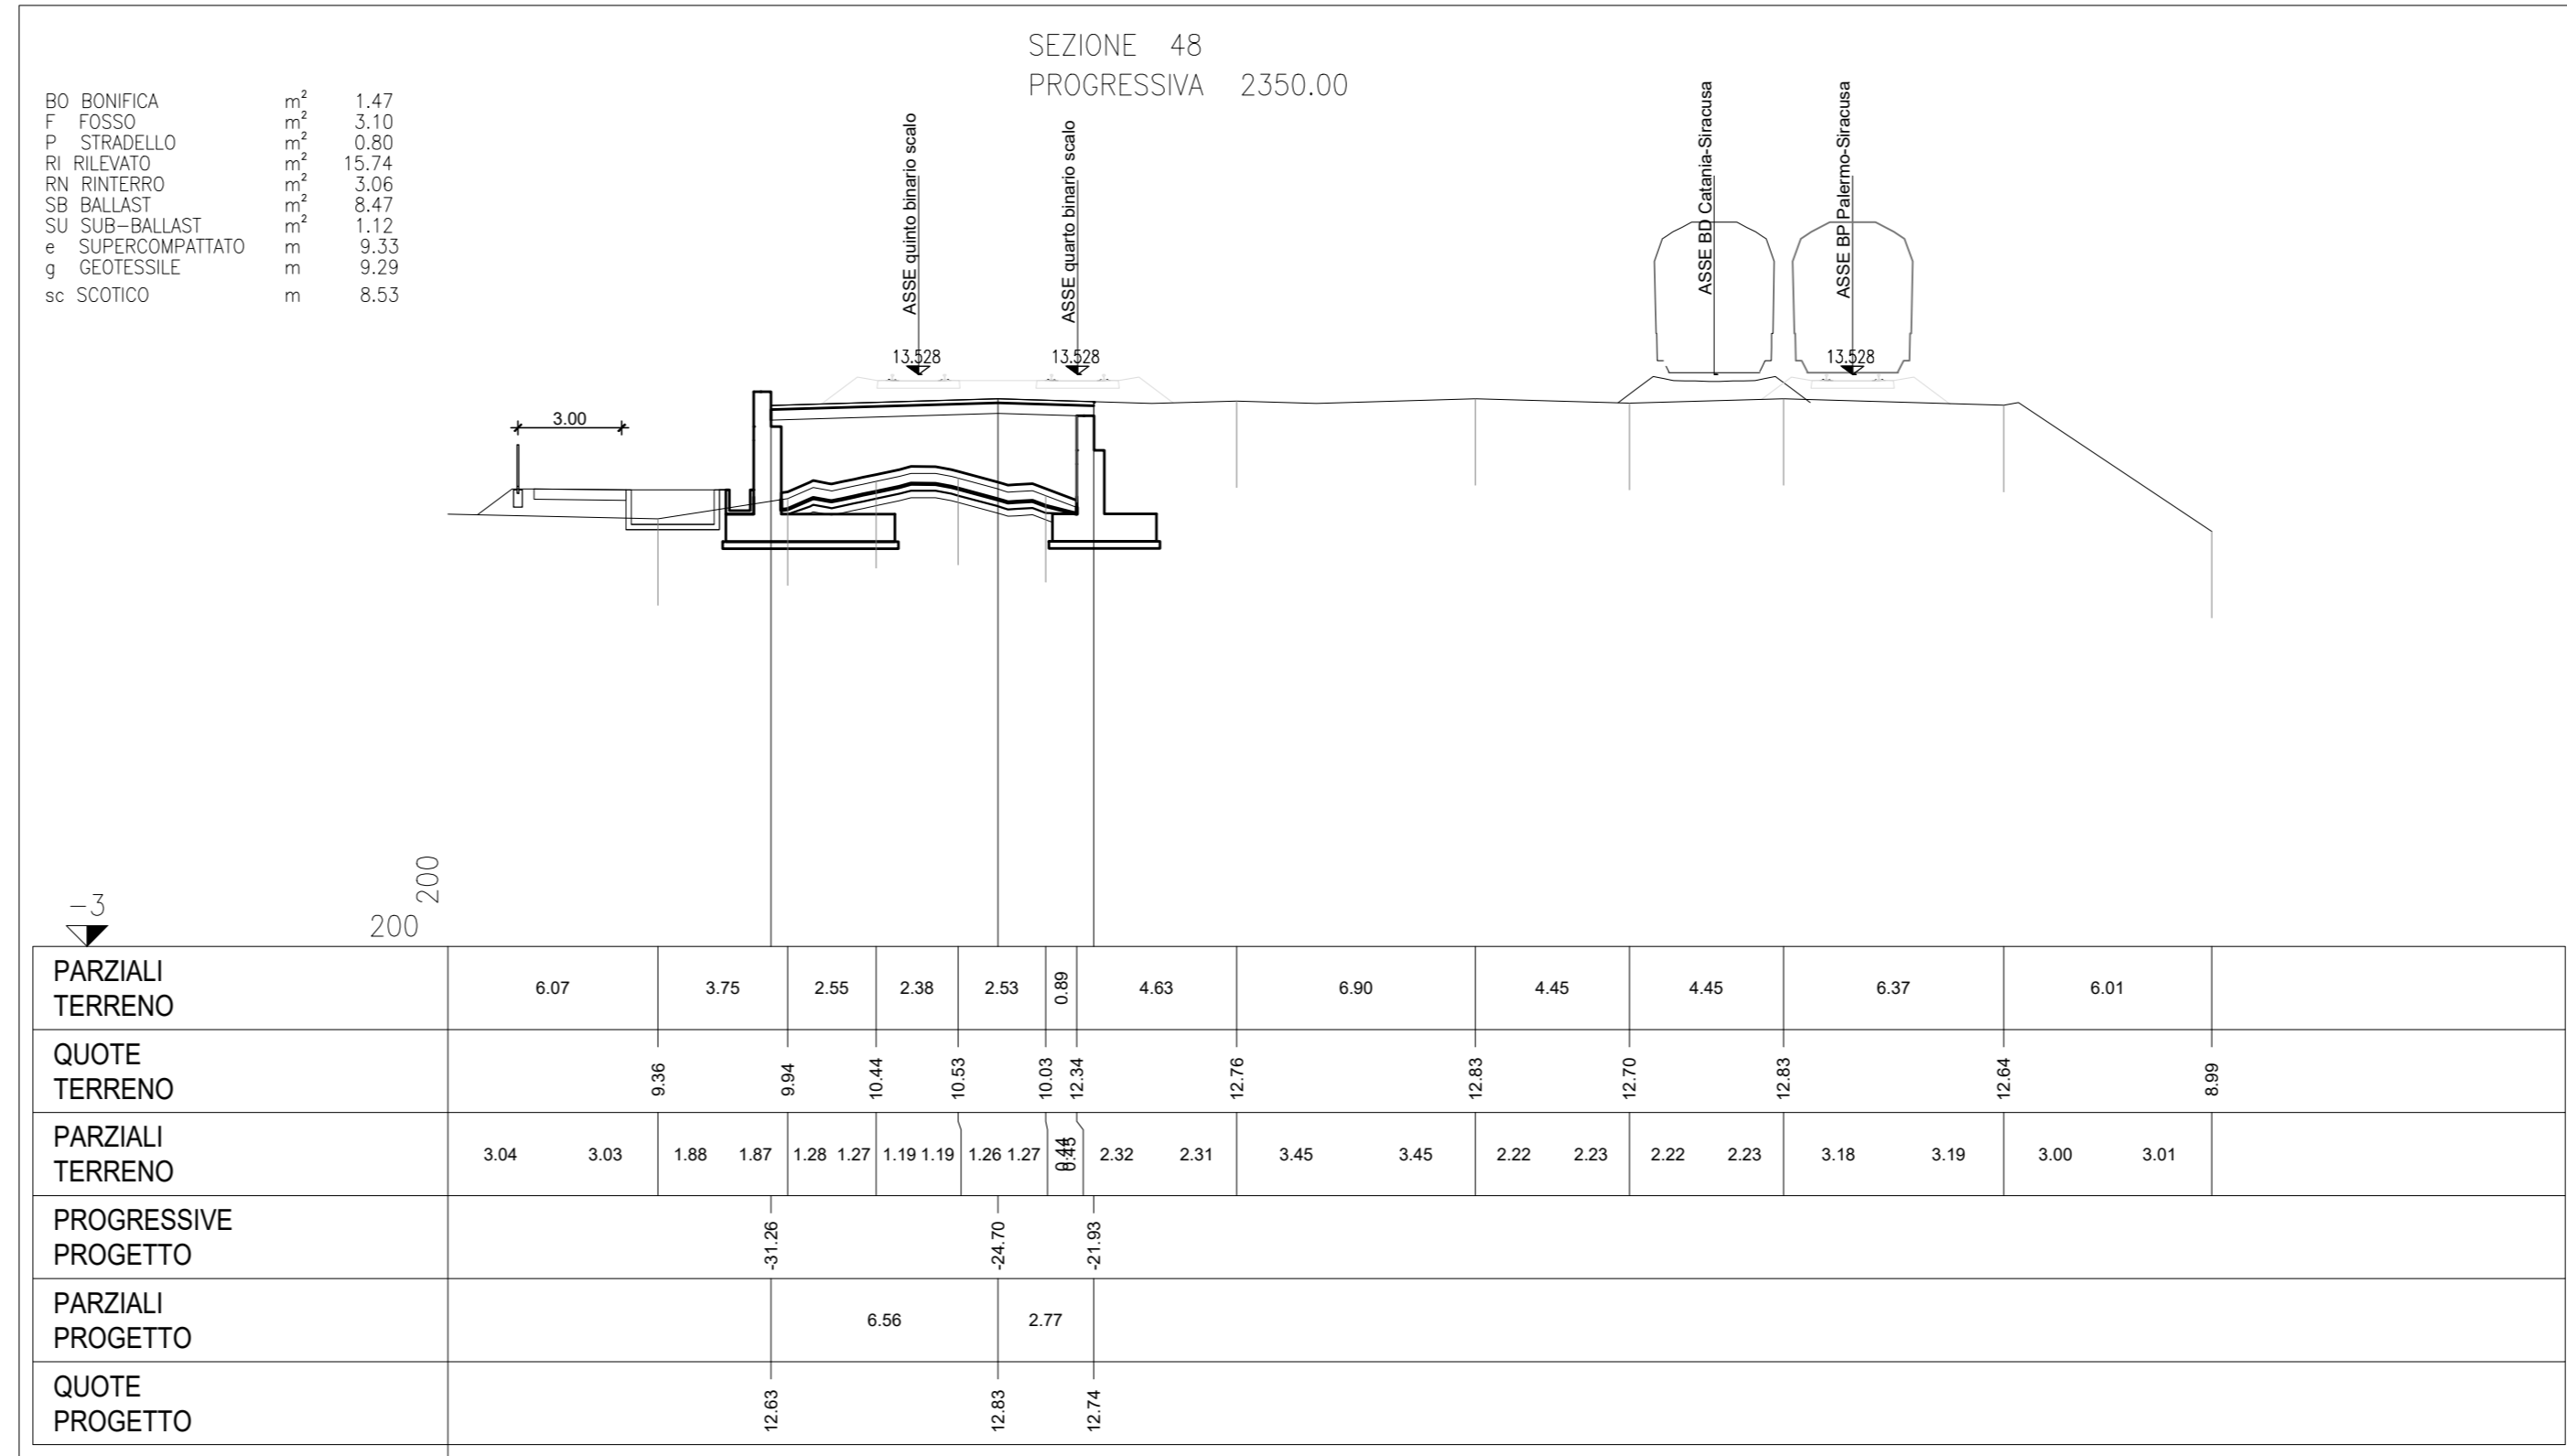 SEZIONE 48
PROGRESSIVA 2350.00
BO BONIFICA m² 1.47
F FOSSO m² 3.10
P STRADELLO m² 0.80
RI RILEVATO m² 15.74
RN RINTERRO m² 3.06
SB BALLAST m² 8.47
SU SUB-BALLAST m² 1.12
e SUPERCOMPATTATO m 9.33
g GEOTESSILE m 9.29
sc SCOTICO m 8.53
ASSE quinto binario scalo
ASSE quarto binario scalo
ASSE BD Catania-Siracusa
ASSE BP Palermo-Siracusa
13.528
13.528
13.528
3.00
200
-3
200
PARZIALI
TERRENO
6.07 3.75 2.55 2.38 2.53 0.89 4.63 6.90 4.45 4.45 6.37 6.01
QUOTE
TERRENO
9.36 9.94 10.44 10.53 10.03 12.34 12.76 12.83 12.70 12.83 12.64 8.99
PARZIALI
TERRENO
3.04 3.03 1.88 1.87 1.28 1.27 1.19 1.19 1.26 1.27 0.44 0.45 2.32 2.31 3.45 3.45 2.22 2.23 2.22 2.23 3.18 3.19 3.00 3.01
PROGRESSIVE
PROGETTO
-31.26 -24.70 -21.93
PARZIALI
PROGETTO
6.56 2.77
QUOTE
PROGETTO
12.63 12.83 12.74